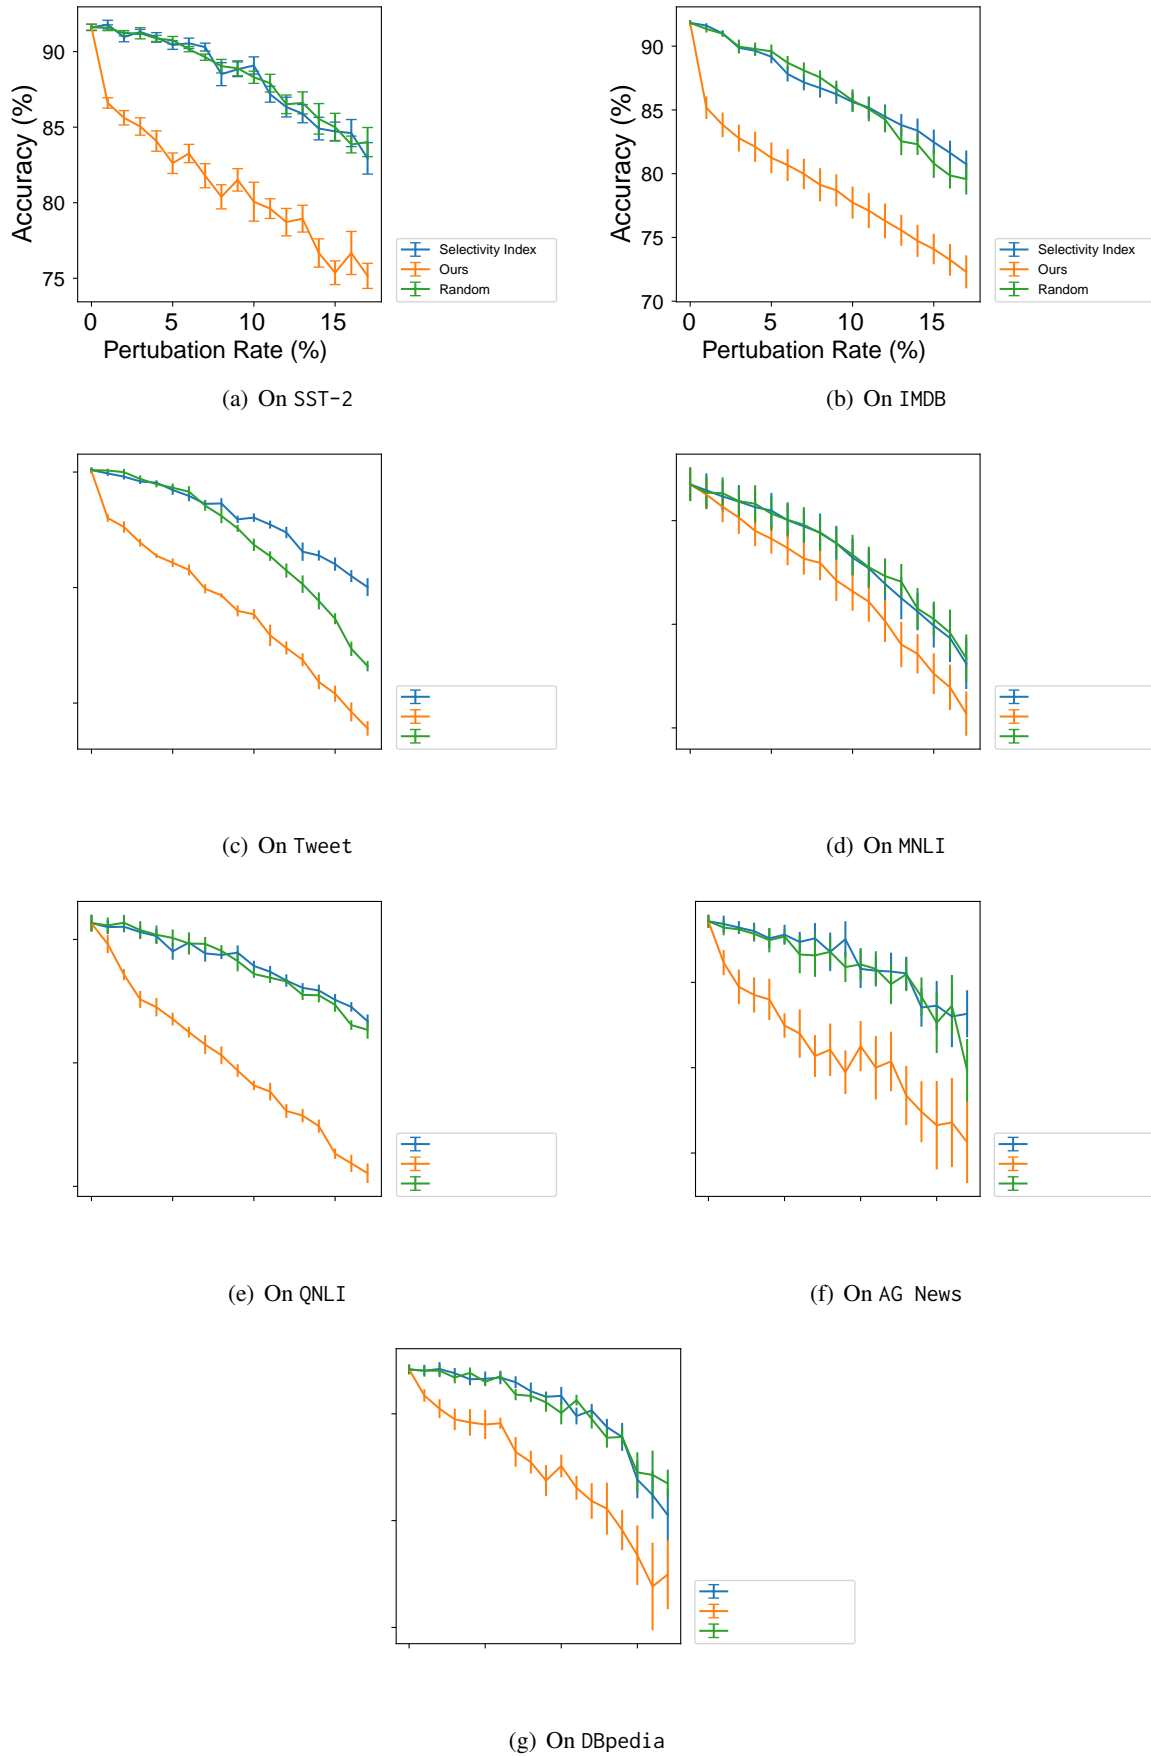 90
85
80
75
Accuracy (%)
0 5 10 15
Pertubation Rate (%)
Selectivity Index
Ours
Random
(a) On SST-2
90
85
80
75
70
Accuracy (%)
0 5 10 15
Pertubation Rate (%)
Selectivity Index
Ours
Random
(b) On IMDB
(c) On Tweet
(d) On MNLI
(e) On QNLI
(f) On AG News
(g) On DBpedia